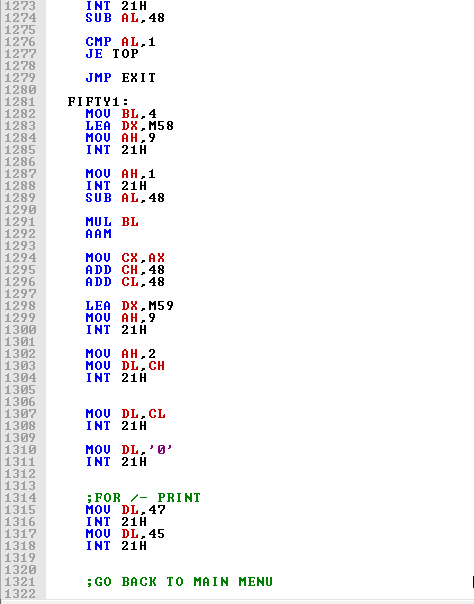 1273 INT 21H
1274 SUB AL,48
1275
1276 CMP AL,1
1277 JE TOP
1278
1279 JMP EXIT
1280
1281 FIFTY1:
1282 MOV BL,4
1283 LEA DX,M58
1284 MOV AH,9
1285 INT 21H
1286
1287 MOV AH,1
1288 INT 21H
1289 SUB AL,48
1290
1291 MUL BL
1292 AAM
1293
1294 MOV CX,AX
1295 ADD CH,48
1296 ADD CL,48
1297
1298 LEA DX,M59
1299 MOV AH,9
1300 INT 21H
1301
1302 MOV AH,2
1303 MOV DL,CH
1304 INT 21H
1305
1306
1307 MOV DL,CL
1308 INT 21H
1309
1310 MOV DL,'0'
1311 INT 21H
1312
1313
1314 ;FOR /- PRINT
1315 MOV DL,47
1316 INT 21H
1317 MOV DL,45
1318 INT 21H
1319
1320
1321 ;GO BACK TO MAIN MENU
1322